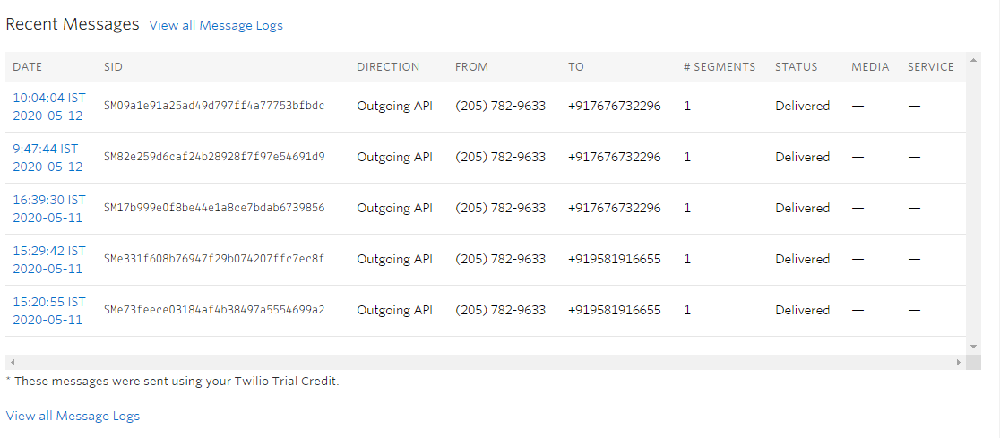 Recent Messages View all Message Logs
DATE SID DIRECTION FROM TO # SEGMENTS STATUS MEDIA SERVICE
10:04:04 IST
2020-05-12 SM09a1e91a25ad49d797ff4a77753bfbdc Outgoing API (205) 782-9633 +917676732296 1 Delivered — —
9:47:44 IST
2020-05-12 SM82e259d6caf24b28928f7f97e54691d9 Outgoing API (205) 782-9633 +917676732296 1 Delivered — —
16:39:30 IST
2020-05-11 SM17b999e0f8be44e1a8ce7bdab6739856 Outgoing API (205) 782-9633 +917676732296 1 Delivered — —
15:29:42 IST
2020-05-11 SMe331f608b76947f29b074207ffc7ec8f Outgoing API (205) 782-9633 +919581916655 1 Delivered — —
15:20:55 IST
2020-05-11 SMe73feece03184af4b38497a5554699a2 Outgoing API (205) 782-9633 +919581916655 1 Delivered — —
* These messages were sent using your Twilio Trial Credit.
View all Message Logs